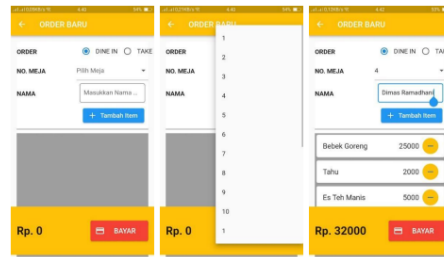 ORDER BARU
ORDER
DINE IN
TAKE
NO. MEJA
Pilih Meja
NAMA
Masukkan Nama ...
+ Tambah Item
Rp. 0
BAYAR
ORDER
ORDER
NO. MEJA
NAMA
1
2
3
4
5
6
7
8
9
10
1
Rp. 0
ORDER BARU
ORDER
DINE IN
TA
NO. MEJA
4
NAMA
Dimas Ramadhani
+ Tambah Item
Bebek Goreng 25000
Tahu 2000
Es Teh Manis 5000
Rp. 32000
BAYAR